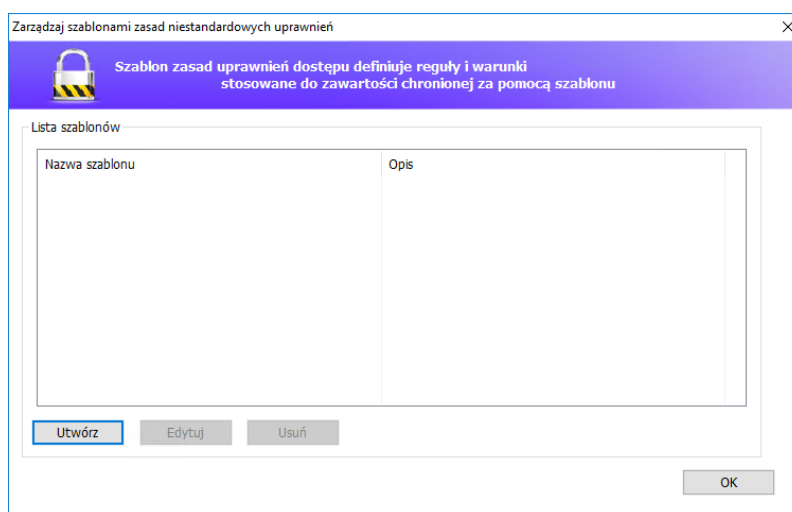 Zarządzaj szablonami zasad niestandardowych uprawnień
Szablon zasad uprawnień dostępu definiuje reguły i warunki
stosowane do zawartości chronionej za pomocą szablonu
Lista szablonów
Nazwa szablonu Opis
Utwórz Edytuj Usuń
OK